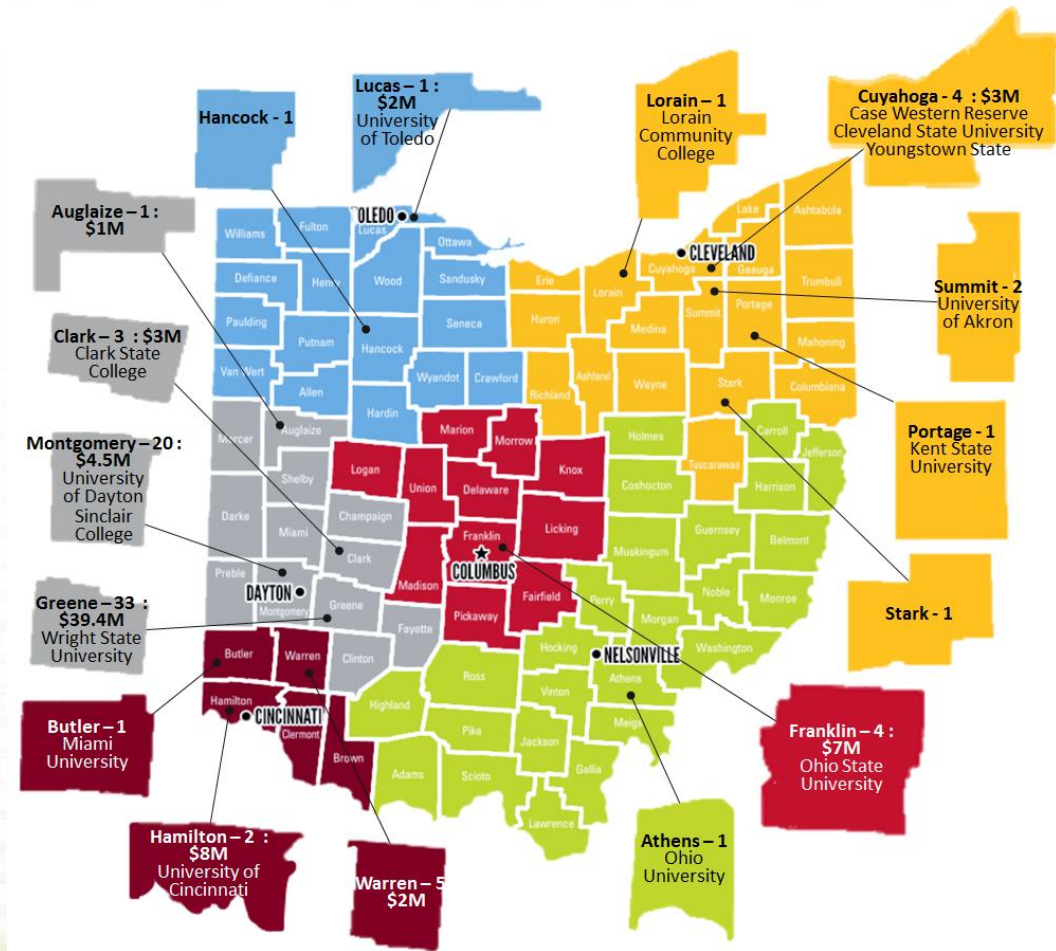 Hancock - 1
Lucas – 1 :
$2M
University
of Toledo
Lorain – 1
Lorain
Community
College
Cuyahoga - 4 : $3M
Case Western Reserve
Cleveland State University
Youngstown State
Auglaize – 1 :
$1M
Clark – 3 : $3M
Clark State
College
Montgomery – 20 :
$4.5M
University
of Dayton
Sinclair
College
Greene – 33 :
$39.4M
Wright State
University
Butler – 1
Miami
University
Hamilton – 2 :
$8M
University of
Cincinnati
Warren – 5
$2M
Athens – 1
Ohio
University
Franklin – 4 :
$7M
Ohio State
University
Stark - 1
Portage - 1
Kent State
University
Summit - 2
University
of Akron
OLEDO
CLEVELAND
COLUMBUS
DAYTON
NELSONVILLE
CINCINNATI
Williams
Fulton
Lucas
Ottawa
Defiance
Henry
Wood
Sandusky
Paulding
Putnam
Hancock
Seneca
Van Wert
Allen
Wyandot
Crawford
Hardin
Erie
Lorain
Cuyahoga
Lake
Geauga
Ashtabula
Trumbull
Huron
Medina
Summit
Portage
Mahoning
Richland
Ashland
Wayne
Stark
Columbiana
Tuscarawas
Mercer
Auglaize
Shelby
Darke
Miami
Champaign
Clark
Preble
Montgomery
Greene
Fayette
Clinton
Logan
Union
Marion
Morrow
Knox
Delaware
Franklin
Licking
Madison
Pickaway
Fairfield
Holmes
Carroll
Jefferson
Coshocton
Harrison
Guernsey
Belmont
Muskingum
Noble
Monroe
Perry
Morgan
Washington
Hocking
Athens
Ross
Vinton
Meigs
Highland
Pike
Jackson
Gallia
Adams
Scioto
Lawrence
Butler
Warren
Hamilton
Clermont
Brown